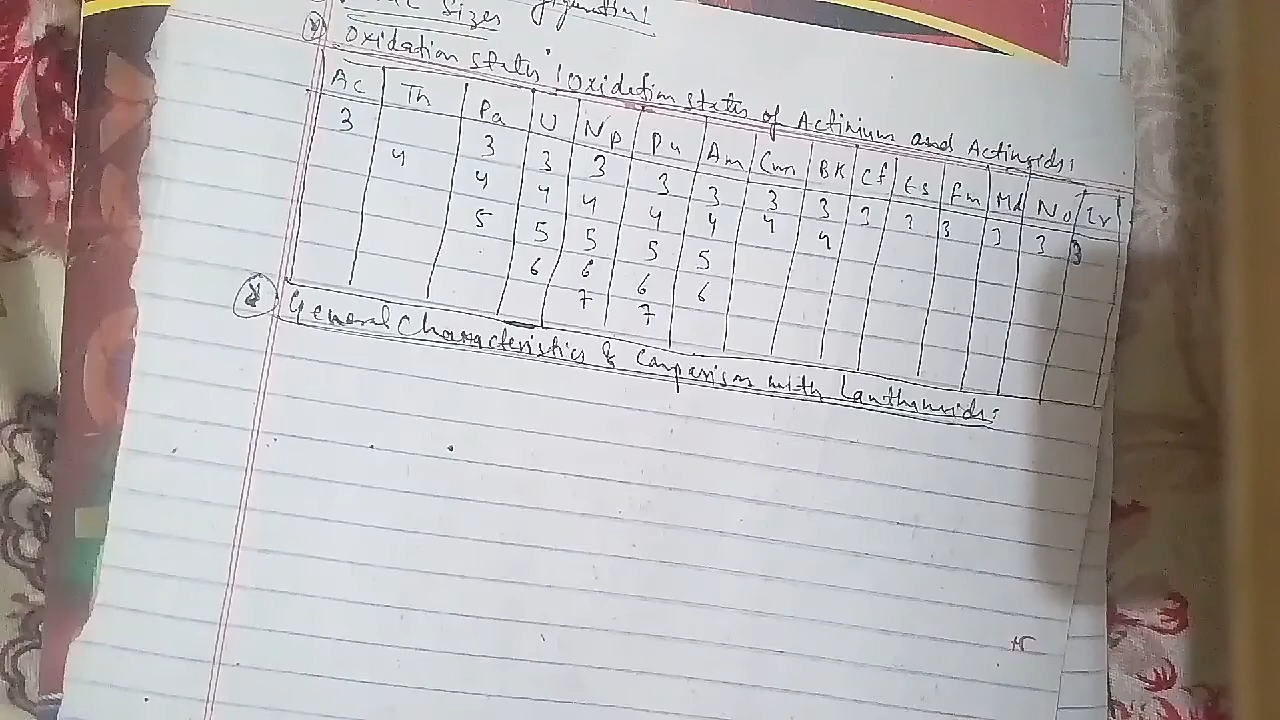 Sizes
Oxidation states : Oxidation states of Actinium and Actinoids :
Ac Th Pa U Np Pu Am Cm BK Cf Es Fm Md No Lr
3 3 3 3 3 3 3 3 3 3 3 3 3 3
4 4 4 4 4 4 4 4
5 5 5 5 5
6 6 6 6
7 7
General Characteristics & Comparison with Lanthanoids :